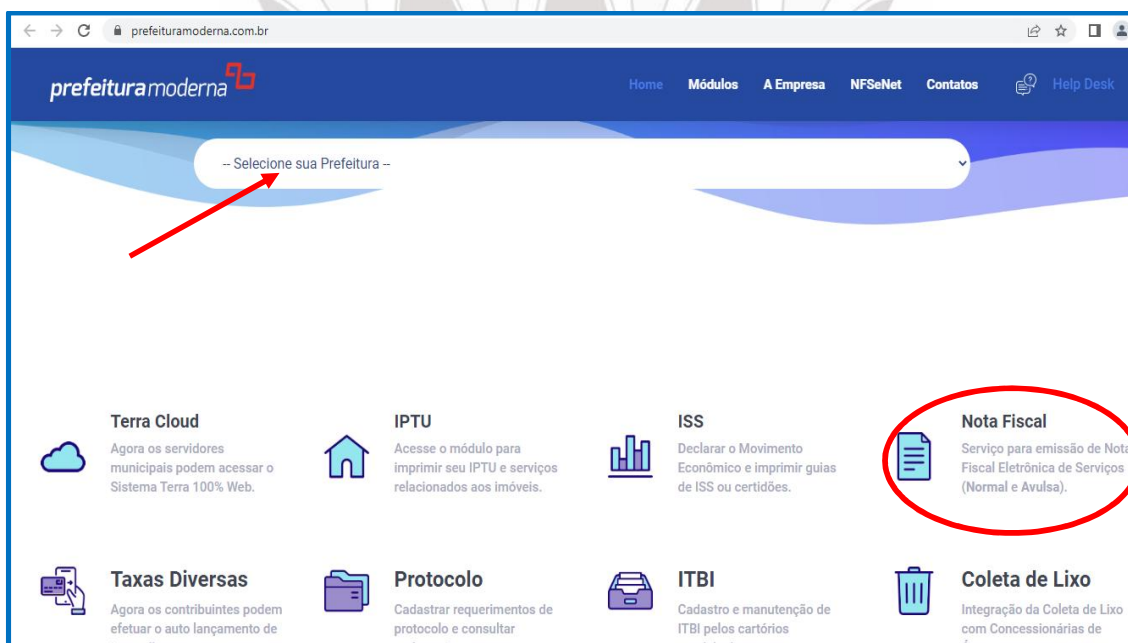 prefeituramoderna.com.br
prefeituramoderna
Home Módulos A Empresa NFSeNet Contatos Help Desk
-- Selecione sua Prefeitura --
Terra Cloud
Agora os servidores
municipais podem acessar o
Sistema Terra 100% Web.
IPTU
Acesse o módulo para
imprimir seu IPTU e serviços
relacionados aos imóveis.
ISS
Declarar o Movimento
Econômico e imprimir guias
de ISS ou certidões.
Nota Fiscal
Serviço para emissão de Nota
Fiscal Eletrônica de Serviços
(Normal e Avulsa).
Taxas Diversas
Agora os contribuintes podem
efetuar o auto lançamento de
Protocolo
Cadastrar requerimentos de
protocolo e consultar
ITBI
Cadastro e manutenção de
ITBI pelos cartórios
Coleta de Lixo
Integração da Coleta de Lixo
com Concessionárias de